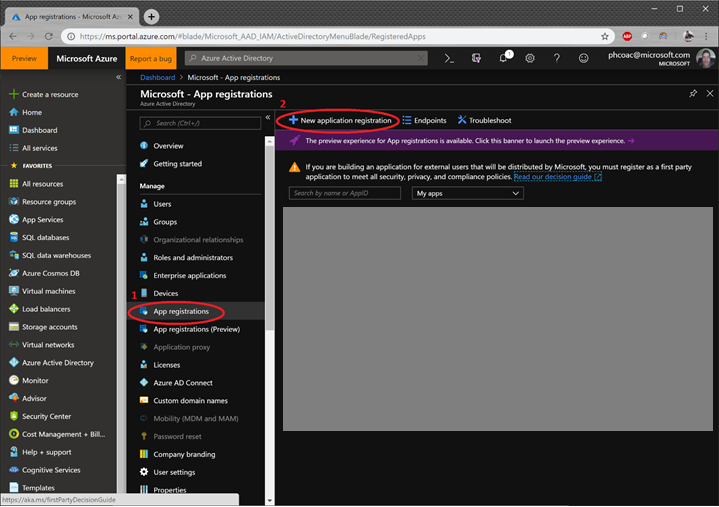 App registrations - Microsoft Az
https://ms.portal.azure.com/#blade/Microsoft_AAD_IAM/ActiveDirectoryMenuBlade/RegisteredApps
Preview
Microsoft Azure
Report a bug
Azure Active Directory
1
phcoac@microsoft.com
MICROSOFT
Create a resource
Home
Dashboard
All services
FAVORITES
All resources
Resource groups
App Services
SQL databases
SQL data warehouses
Azure Cosmos DB
Virtual machines
Load balancers
Storage accounts
Virtual networks
Azure Active Directory
Monitor
Advisor
Security Center
Cost Management + Bill...
Help + support
Cognitive Services
Templates
https://aka.ms/firstPartyDecisionGuide
Dashboard > Microsoft - App registrations
Microsoft - App registrations
Azure Active Directory
Search (Ctrl+/)
Overview
Getting started
Manage
Users
Groups
Organizational relationships
Roles and administrators
Enterprise applications
Devices
1
App registrations
App registrations (Preview)
Application proxy
Licenses
Azure AD Connect
Custom domain names
Mobility (MDM and MAM)
Password reset
Company branding
User settings
Properties
2
New application registration
Endpoints
Troubleshoot
The preview experience for App registrations is available. Click this banner to launch the preview experience. →
If you are building an application for external users that will be distributed by Microsoft, you must register as a first party
application to meet all security, privacy, and compliance policies. Read our decision guide
Search by name or AppID
My apps